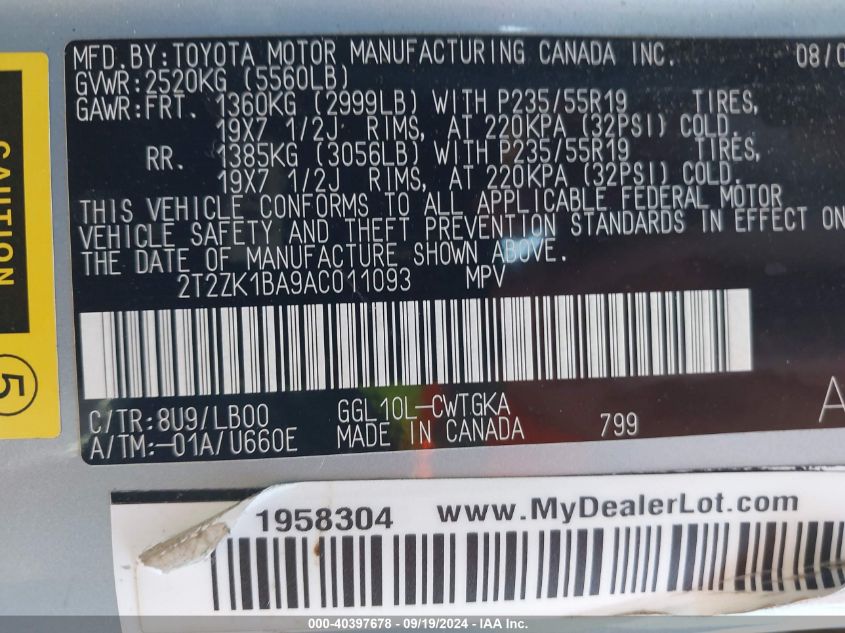 MFD.BY:TOYOTA MOTOR MANUFACTURING CANADA INC. 08/0
GVWR:2520KG (5560LB)
GAWR:FRT. 1360KG (2999LB) WITH P235/55R19 TIRES,
19X7 1/2J RIMS, AT 220KPA (32PSI) COLD.
RR. 1385KG (3056LB) WITH P235/55R19 TIRES,
19X7 1/2J RIMS, AT 220KPA (32PSI) COLD.
THIS VEHICLE CONFORMS TO ALL APPLICABLE FEDERAL MOTOR
VEHICLE SAFETY AND THEFT PREVENTION STANDARDS IN EFFECT ON
THE DATE OF MANUFACTURE SHOWN ABOVE.
2T2ZK1BA9AC011093 MPV
C/TR:8U9/LB00 GGL10L-CWTGKA A
A/TM:-01A/U660E MADE IN CANADA 799
CAUTION
5
1958304 www.MyDealerLot.com
000-40397678 - 09/19/2024 - IAA Inc.